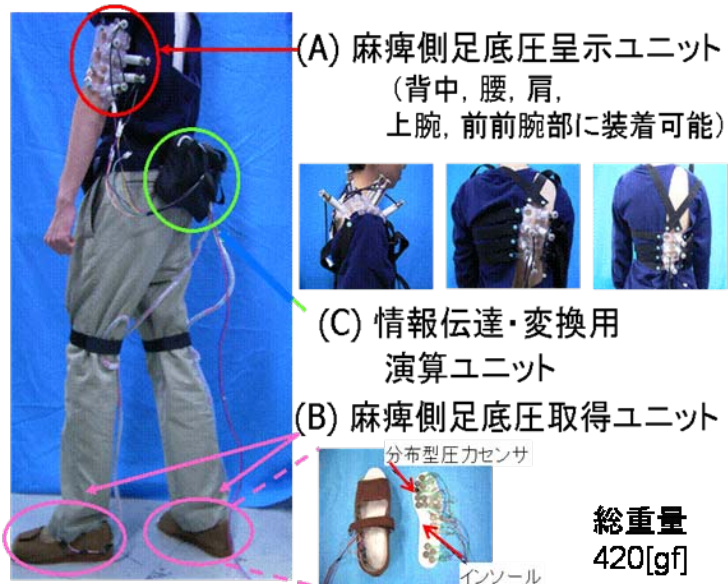 (A) 麻痺側足底圧呈示ユニット
(背中, 腰, 肩,
上腕, 前前腕部に装着可能)
(C) 情報伝達・変換用
演算ユニット
(B) 麻痺側足底圧取得ユニット
分布型圧力センサ
インソール
総重量
420[gf]